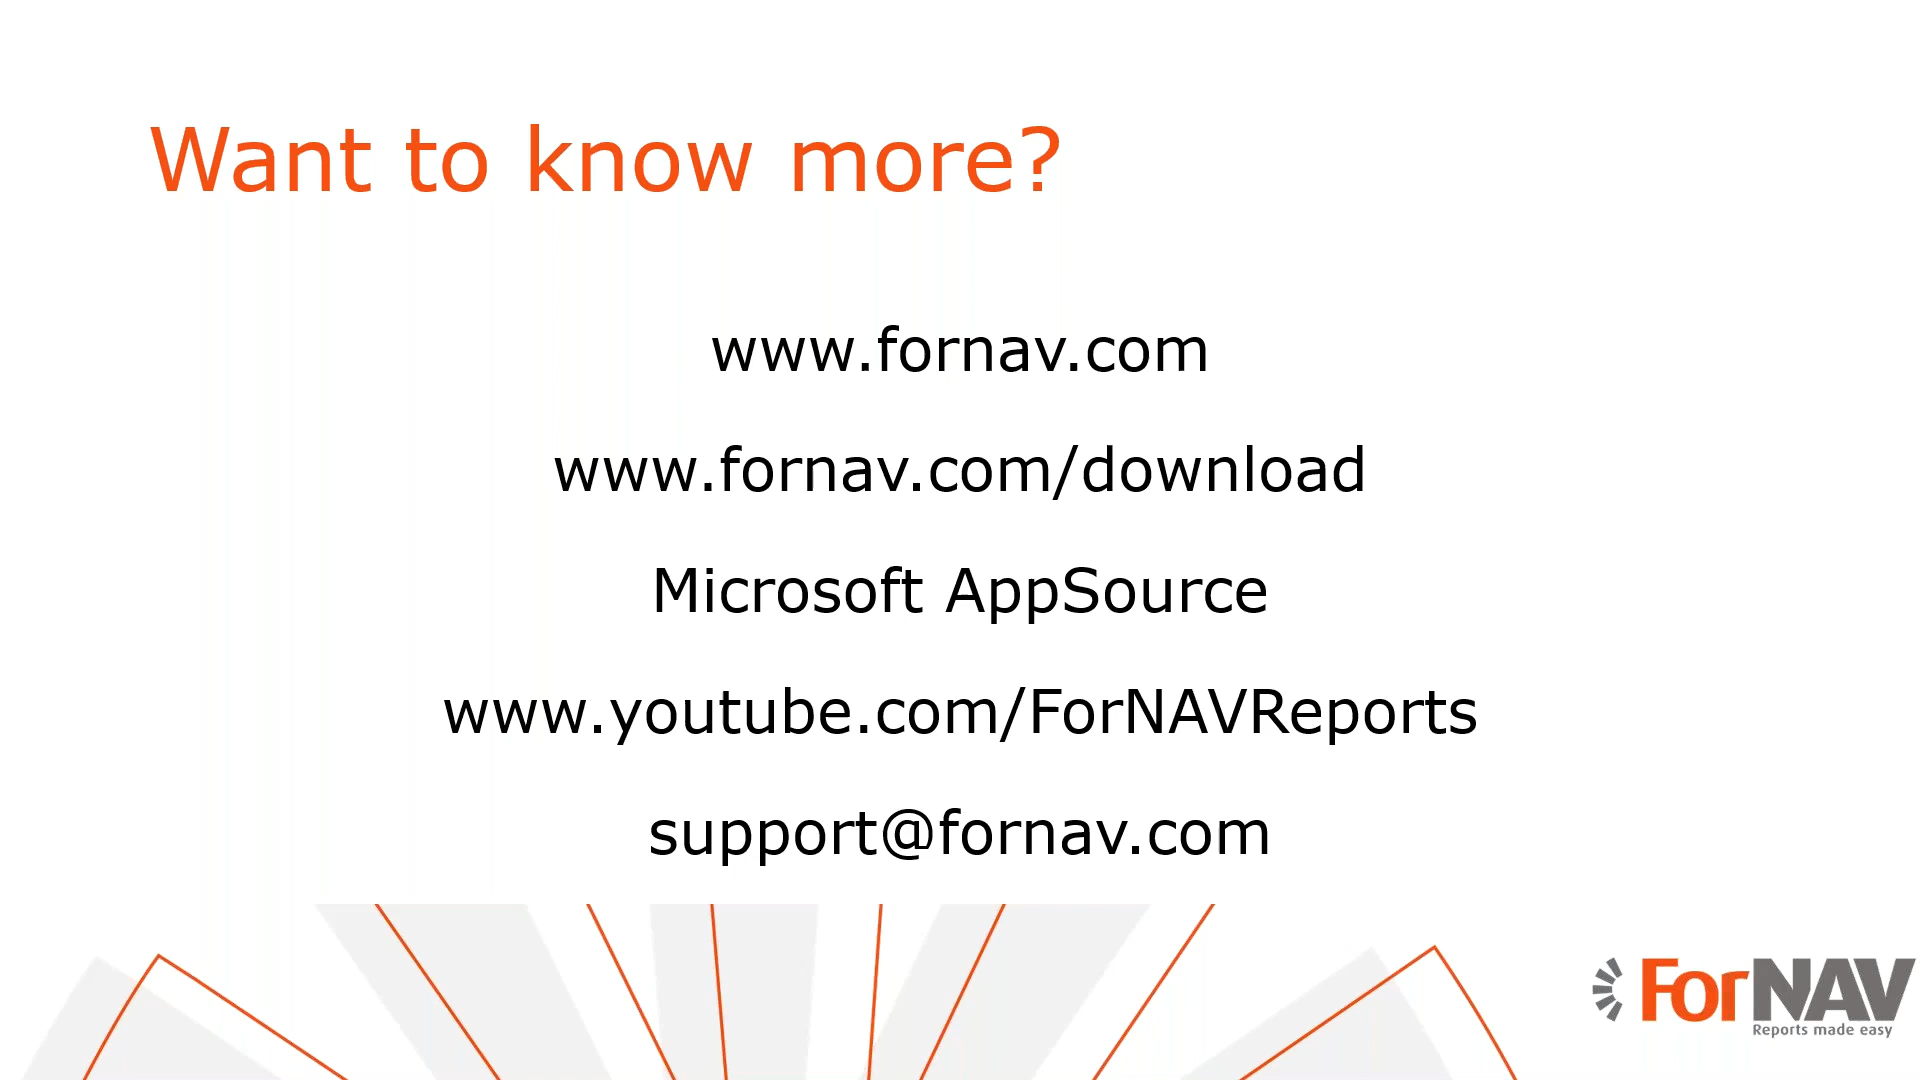 Want to know more?
www.fornav.com
www.fornav.com/download
Microsoft AppSource
www.youtube.com/ForNAVReports
support@fornav.com
ForNAV
Reports made easy